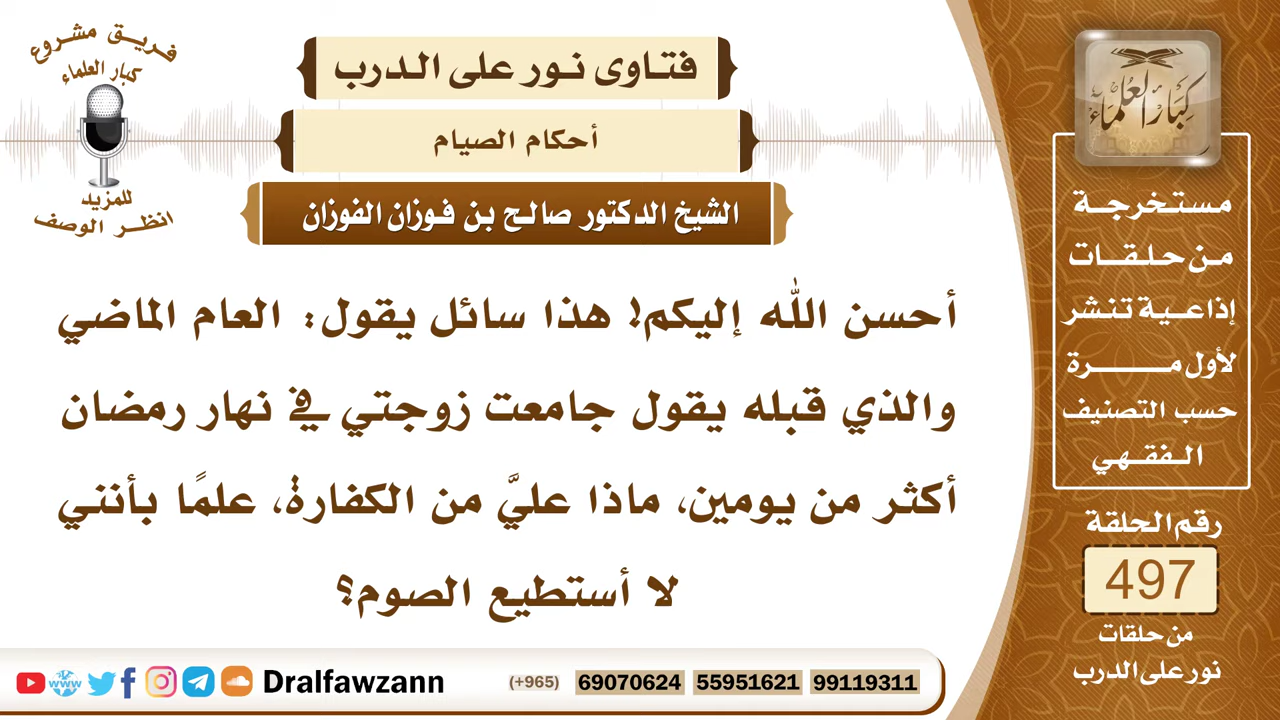 فريق مشروع
كبار العلماء
للمزيد
انظر الوصف
فتاوى نور على الدرب
أحكام الصيام
الشيخ الدكتور صالح بن فوزان الفوزان
أحسن الله إليكم! هذا سائل يقول: العام الماضي
والذي قبله يقول جامعت زوجتي في نهار رمضان
أكثر من يومين، ماذا عليَّ من الكفارة، علمًا بأنني
لا أستطيع الصوم؟
كبار العلماء
مستخرجة
من حلقات
إذاعية تنشر
لأول مرة
حسب التصنيف
الفقهي
رقم الحلقة
497
من حلقات
نور على الدرب
www Dralfawzann (+965) 69070624 55951621 99119311